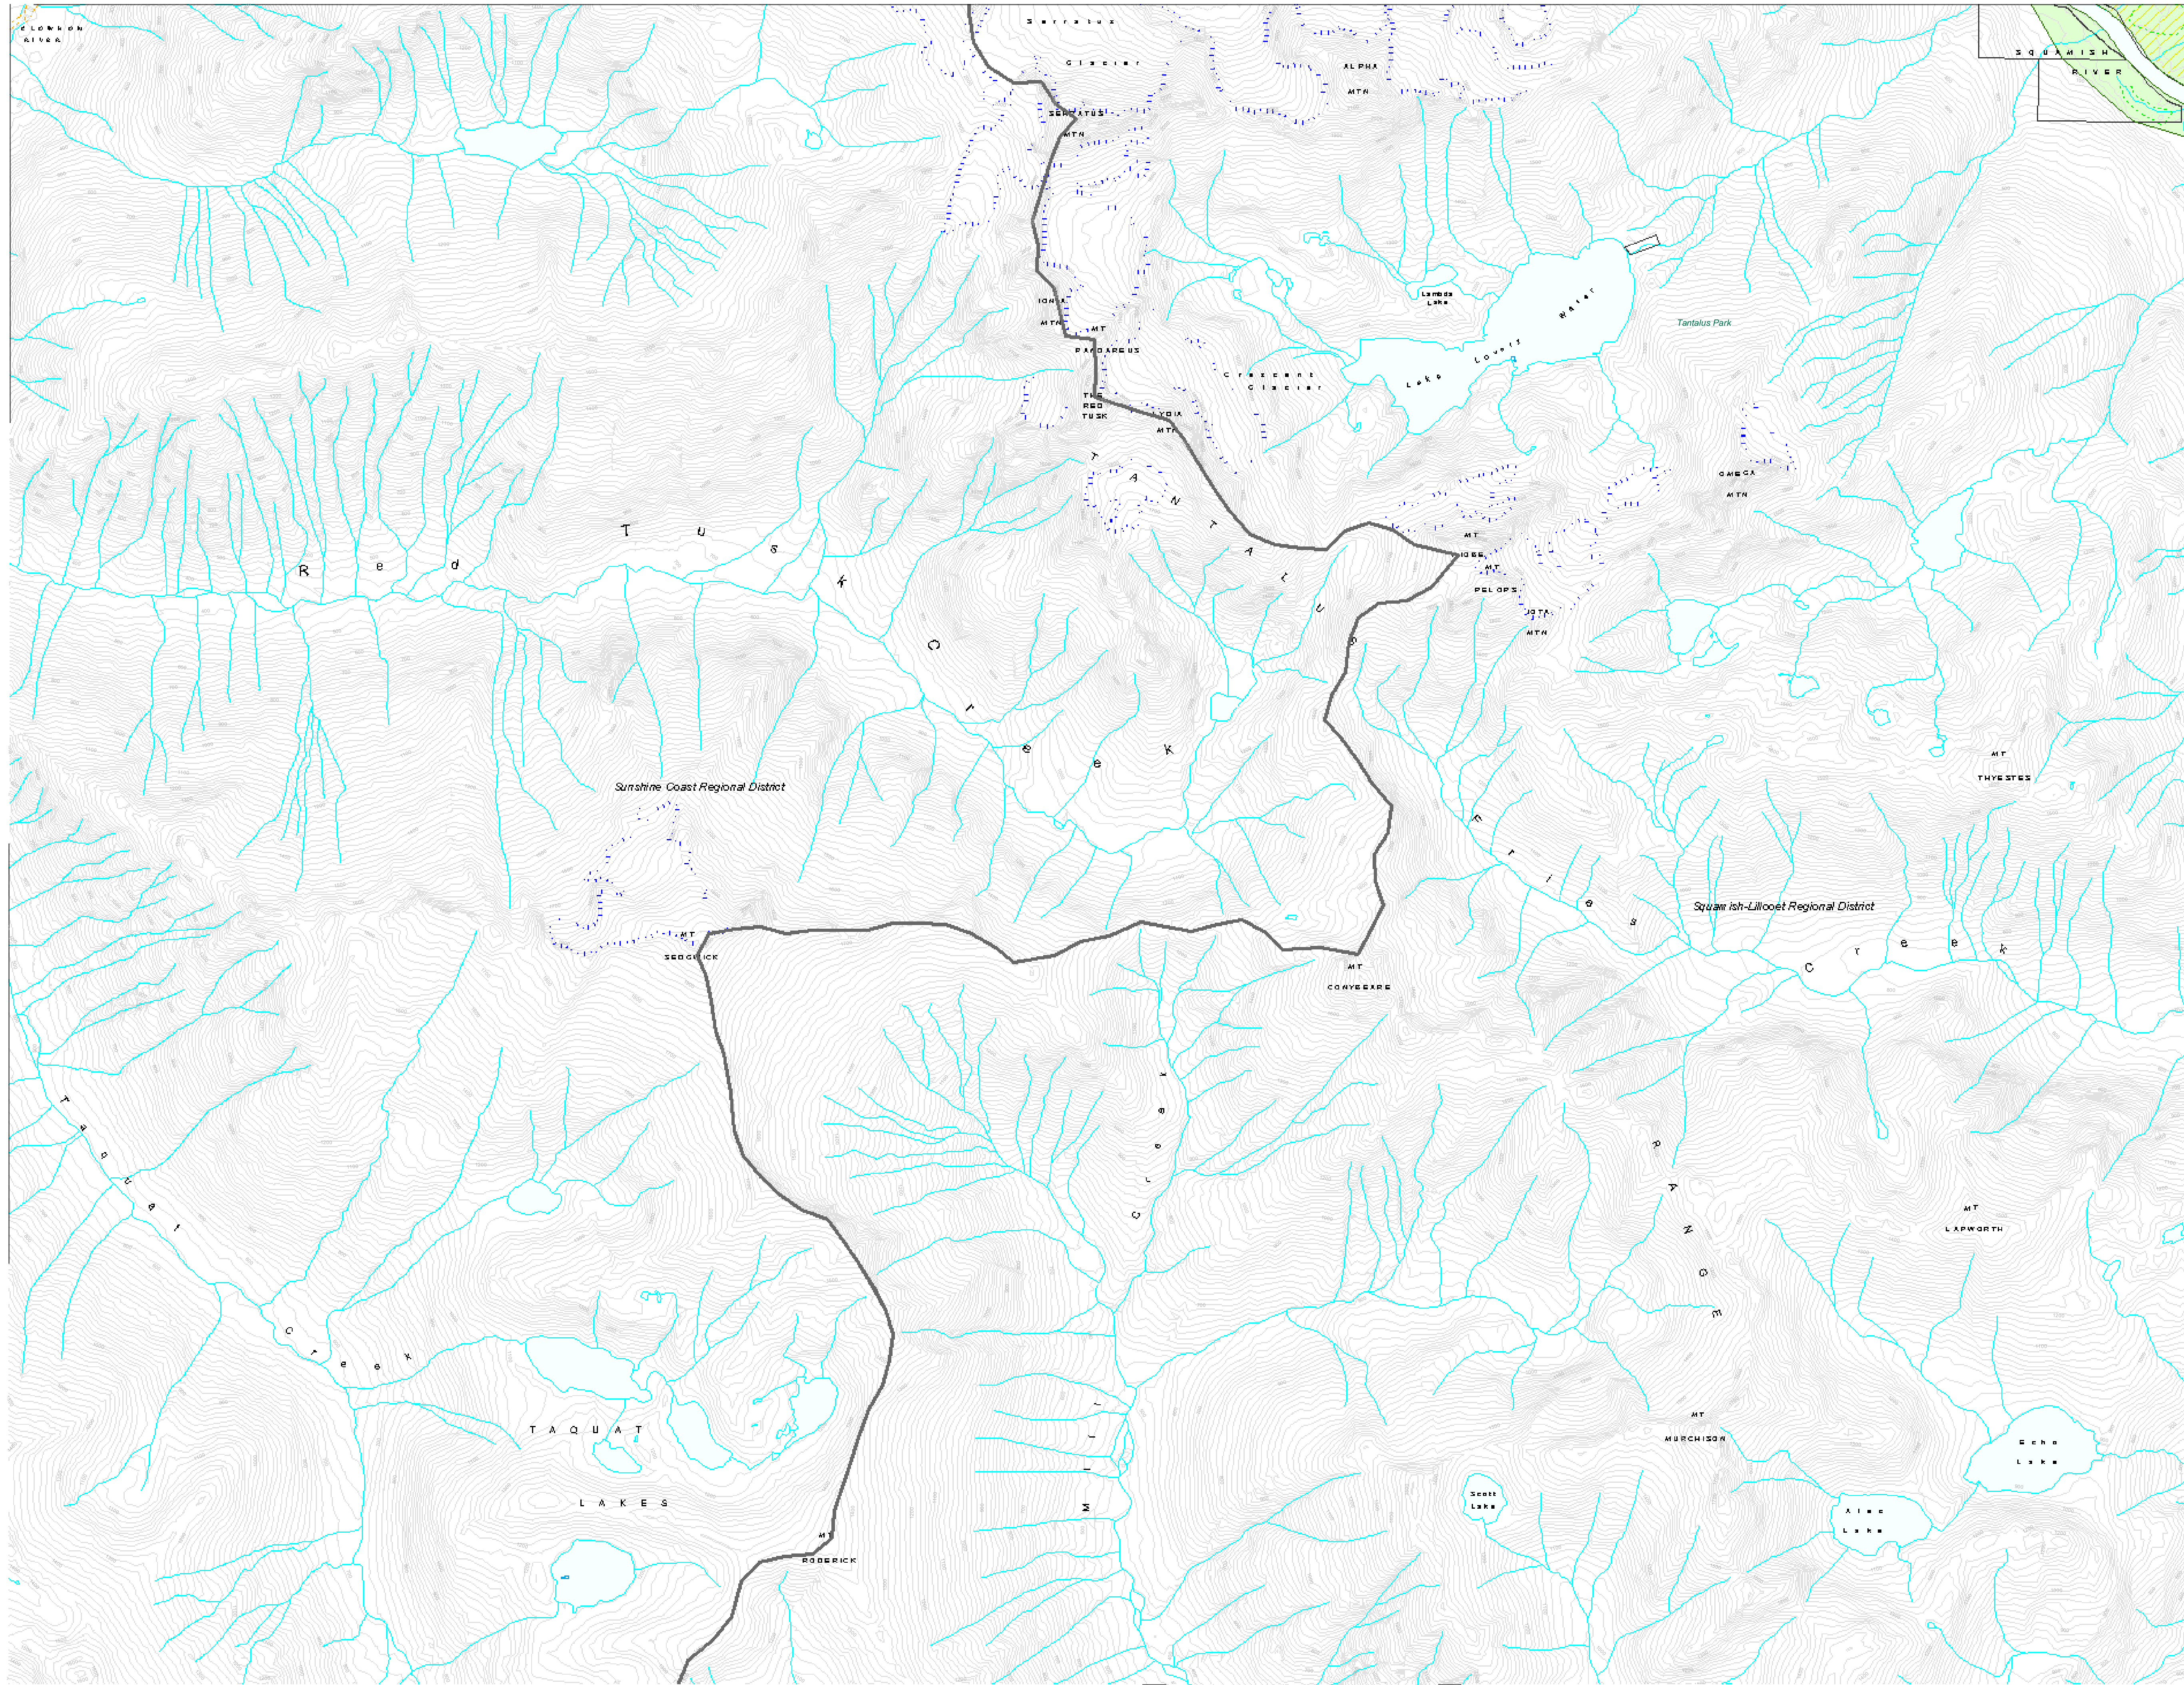 CLOWHOM
RIVER
Serratus
Glacier
ALPHA
MTN
SQUAMISH
RIVER
SERRATUS
MTN
Lambda
Lake
Lake Lovely Water
Tantalus Park
IONIA
MTN
MT
PANDAREUS
Crescent
Glacier
THE
RED
TUSK
LYDIA
MTN
OMEGA
MTN
TANTALUS
MT
NIOBE
MT
PELOPS
IOTA
MTN
Red Tusk Creek
MT
THYESTES
Sunshine Coast Regional District
Fries Creek
Squamish-Lillooet Regional District
MT
SEDGWICK
MT
CONYBEARE
Taquat Creek
RANGE
MT
LAPWORTH
Mill Creek
TAQUAT
LAKES
MT
MURCHISON
Echo
Lake
Scott
Lake
Alec
Lake
MT
RODERICK